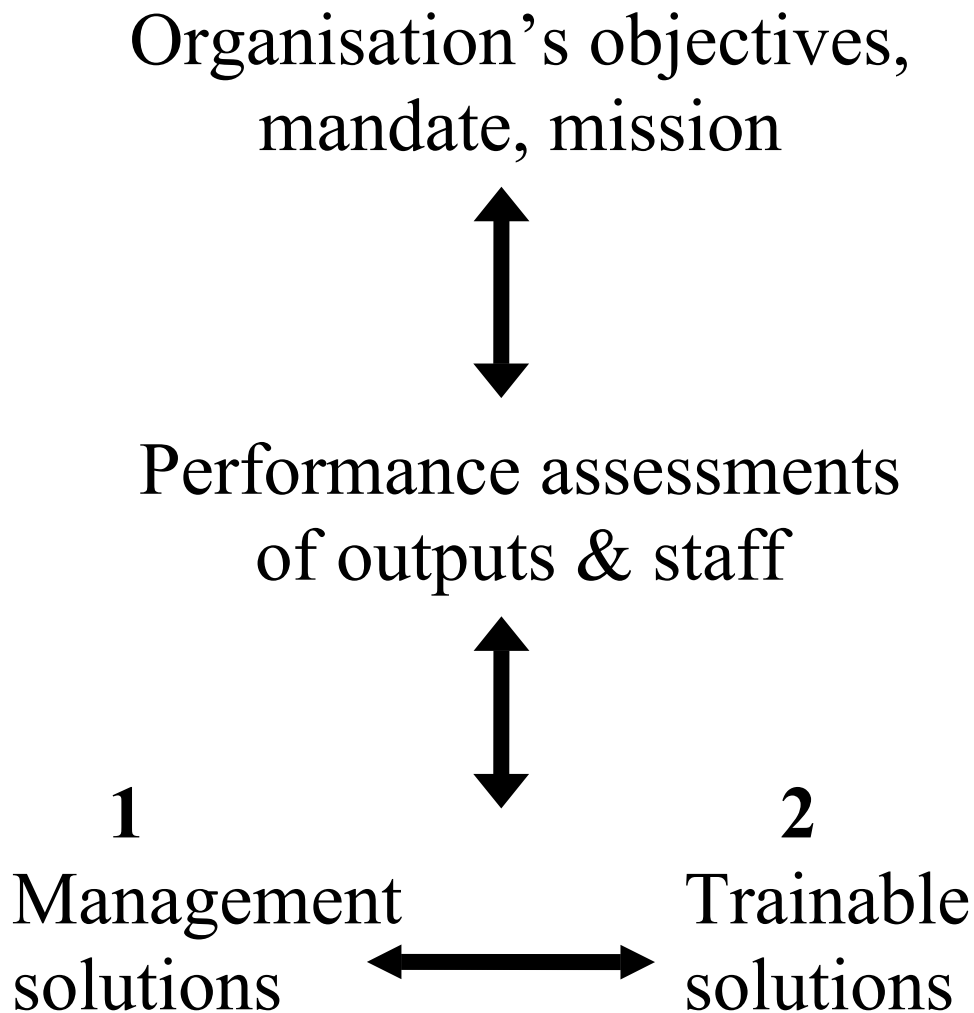 Organisation’s objectives,
mandate, mission
Performance assessments
of outputs & staff
1
Management
solutions
2
Trainable
solutions